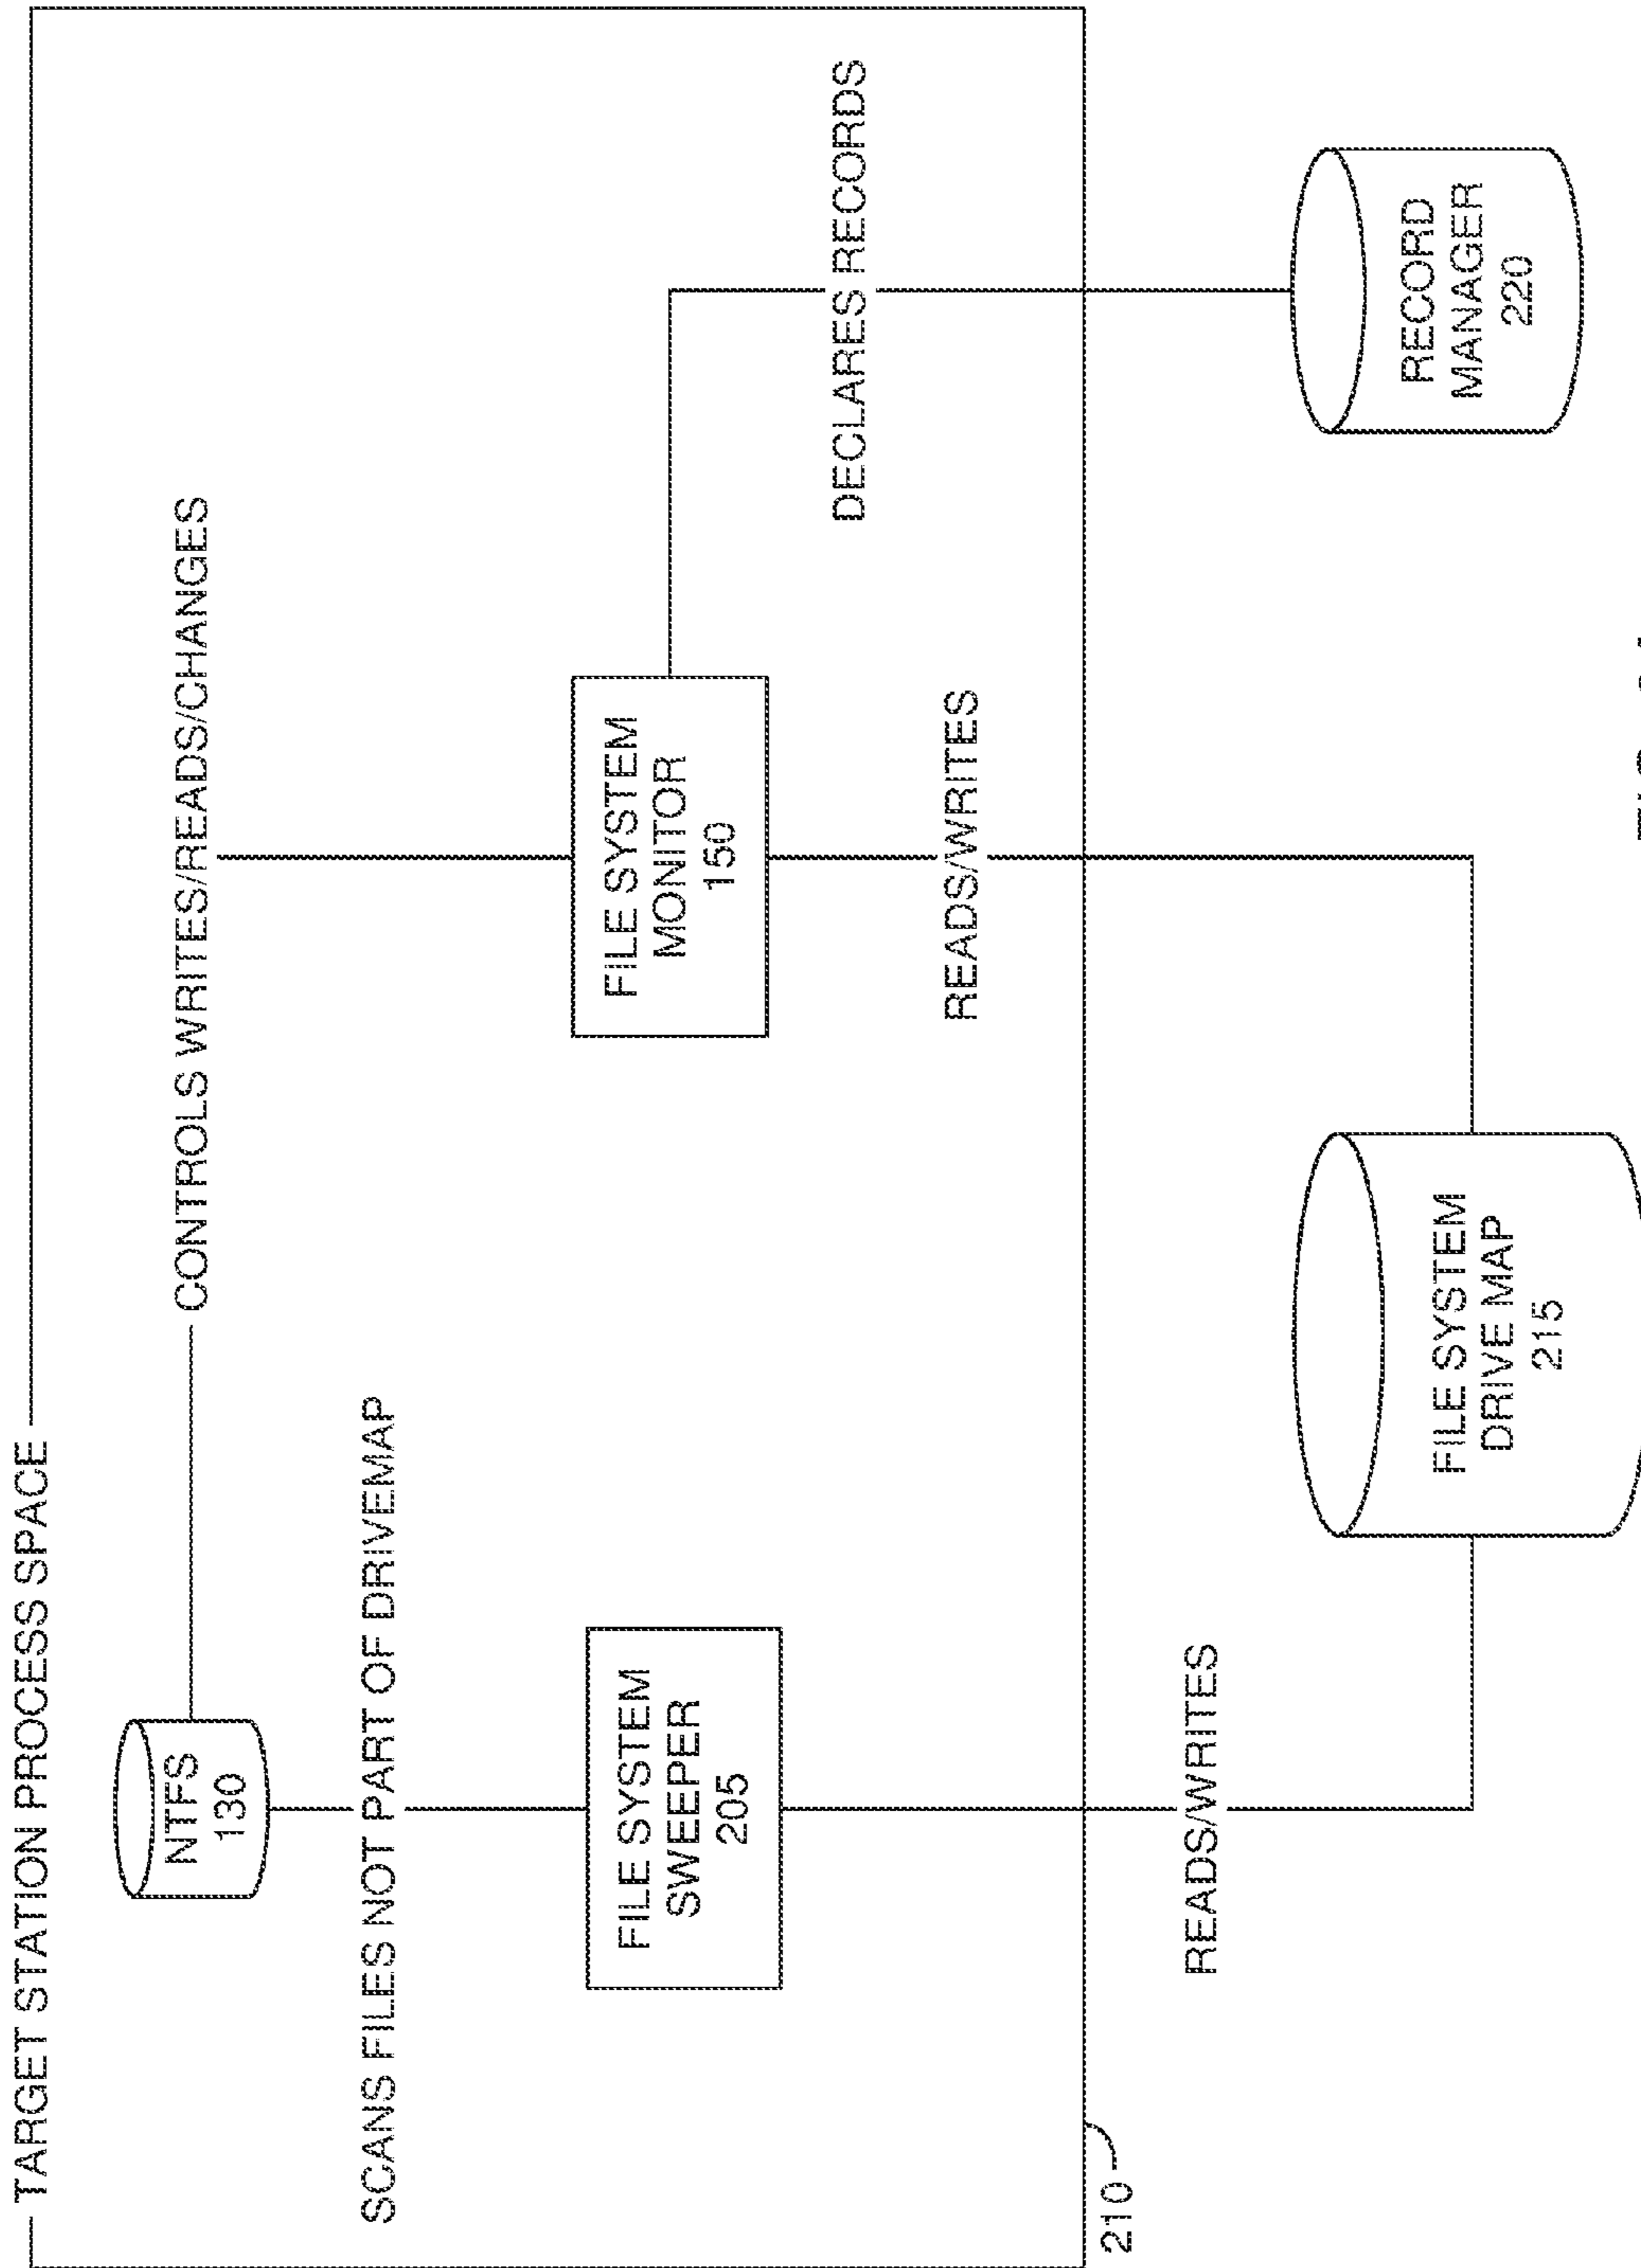 TARGET STATION PROCESS SPACE
NTFS
130
CONTROLS WRITES/READS/CHANGES
SCANS FILES NOT PART OF DRIVEMAP
FILE SYSTEM
SWEEPER
205
FILE SYSTEM
MONITOR
150
DECLARES RECORDS
READS/WRITES
210
READS/WRITES
FILE SYSTEM
DRIVE MAP
215
RECORD
MANAGER
220